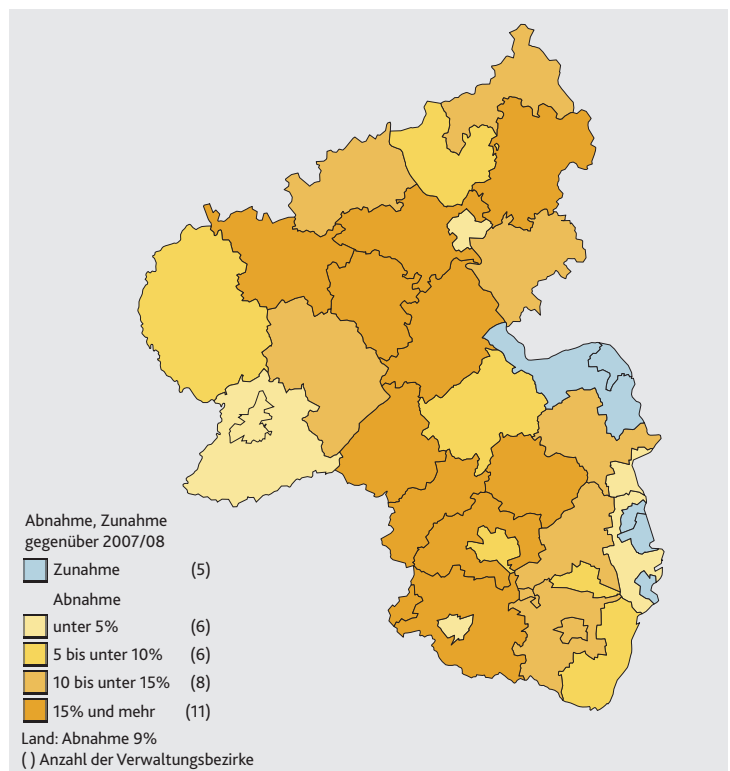 Abnahme, Zunahme
gegenüber 2007/08
Zunahme (5)
Abnahme
unter 5% (6)
5 bis unter 10% (6)
10 bis unter 15% (8)
15% und mehr (11)
Land: Abnahme 9%
( ) Anzahl der Verwaltungsbezirke